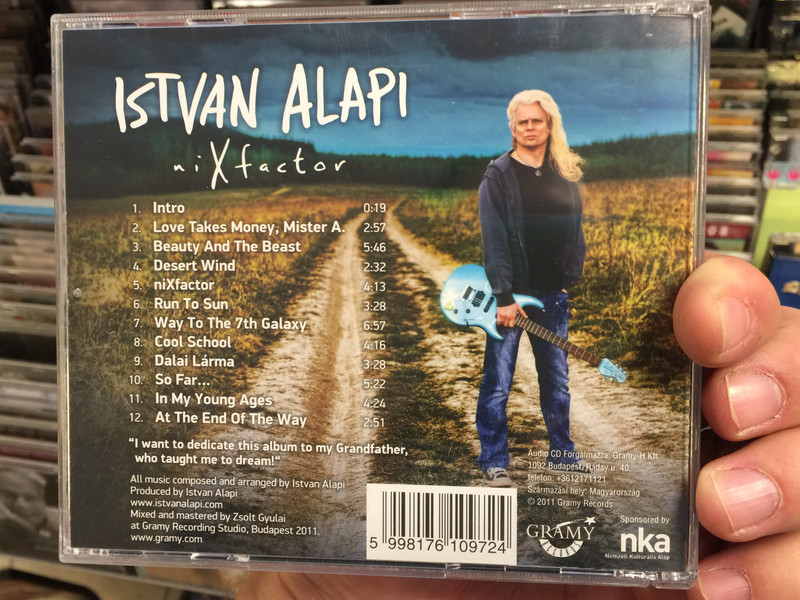 ISTVAN ALAPI
niXfactor
1. Intro 0:19
2. Love Takes Money, Mister A. 2:57
3. Beauty And The Beast 5:46
4. Desert Wind 2:32
5. niXfactor 4:13
6. Run To Sun 3:28
7. Way To The 7th Galaxy 6:57
8. Cool School 4:16
9. Dalai Lárma 3:28
10. So Far... 5:22
11. In My Young Ages 4:24
12. At The End Of The Way 2:51
"I want to dedicate this album to my Grandfather,
who taught me to dream!"
All music composed and arranged by Istvan Alapi
Produced by Istvan Alapi
www.istvanalapi.com
Mixed and mastered by Zsolt Gyulai
at Gramy Recording Studio, Budapest 2011.
www.gramy.com
5 998176 109724
Audio CD Forgalmazza: Gramy-H Kft.
1092 Budapest, Ráday u. 40.
telefon: +3612171121
Származási hely: Magyarország
© 2011 Gramy Records
GRAMY
RECORDS
Sponsored by
nka
Nemzeti Kulturális Alap